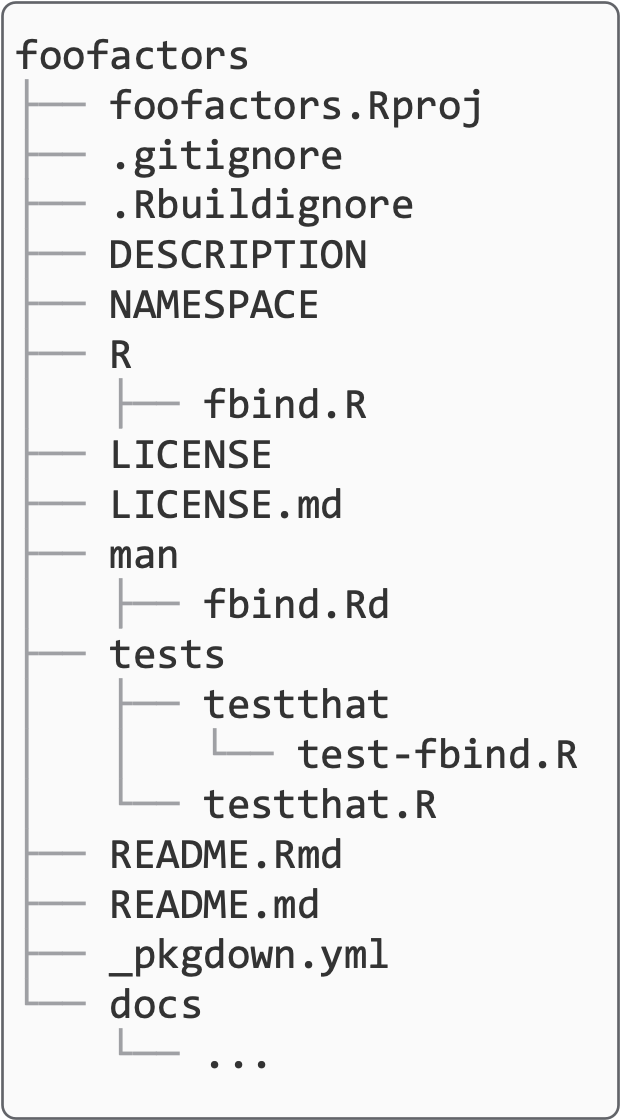 foofactors
foofactors.Rproj
.gitignore
.Rbuildignore
DESCRIPTION
NAMESPACE
R
fbind.R
LICENSE
LICENSE.md
man
fbind.Rd
tests
testthat
test-fbind.R
testthat.R
README.Rmd
README.md
_pkgdown.yml
docs
...